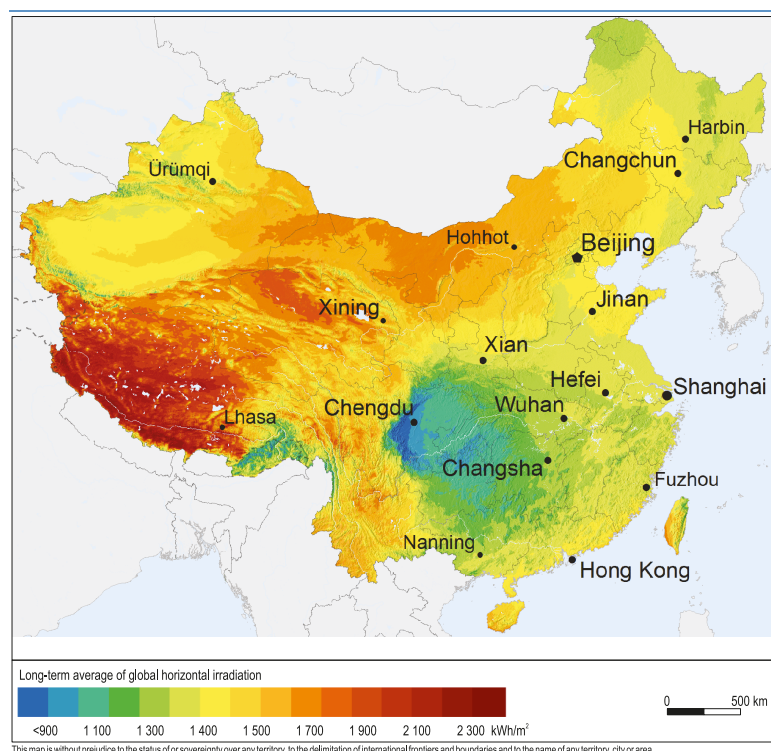 Harbin
Changchun
Ürümqi
Hohhot
Beijing
Jinan
Xining
Xian
Hefei
Shanghai
Chengdu
Wuhan
Lhasa
Changsha
Fuzhou
Nanning
Hong Kong
Long-term average of global horizontal irradiation
0 500 km
<900 1 100 1 300 1 400 1 500 1 700 1 900 2 100 2 300 kWh/m²
This map is without prejudice to the status of or sovereignty over any territory, to the delimitation of international frontiers and boundaries and to the name of any territory, city or area